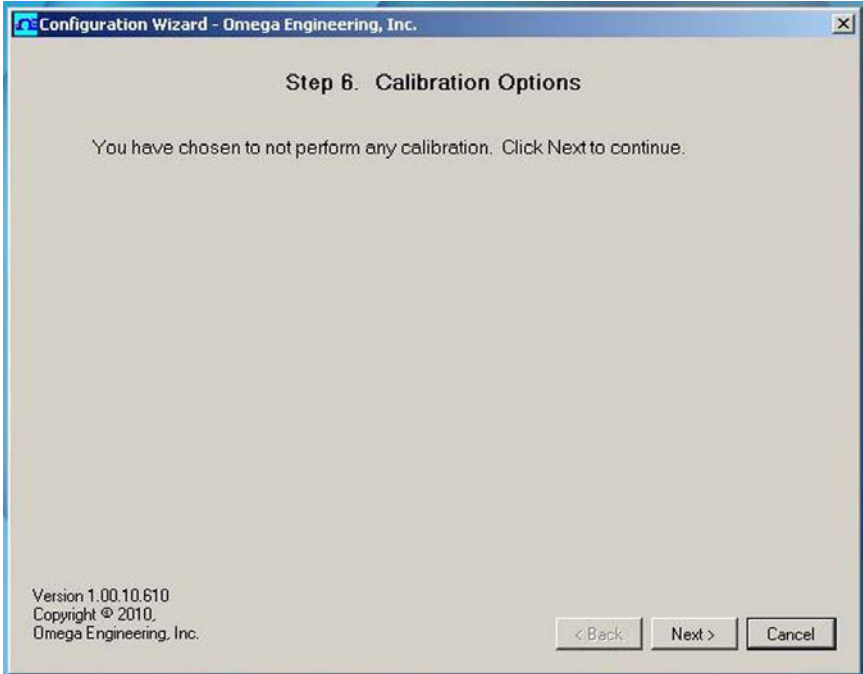 Configuration Wizard - Omega Engineering, Inc.
Step 6. Calibration Options
You have chosen to not perform any calibration. Click Next to continue.
Version 1.00.10.610
Copyright © 2010,
Omega Engineering, Inc.
< Back Next > Cancel